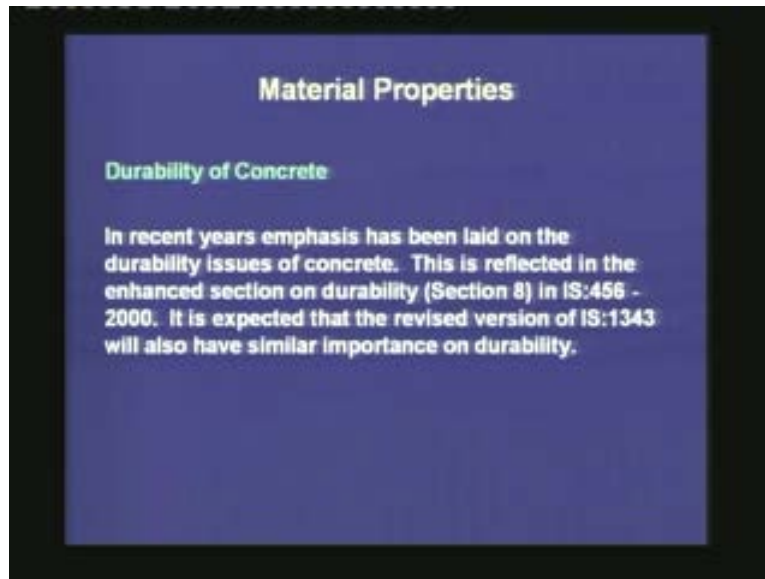 Material Properties
Durability of Concrete
In recent years emphasis has been laid on the
durability issues of concrete. This is reflected in the
enhanced section on durability (Section 8) in IS:456 -
2000. It is expected that the revised version of IS:1343
will also have similar importance on durability.